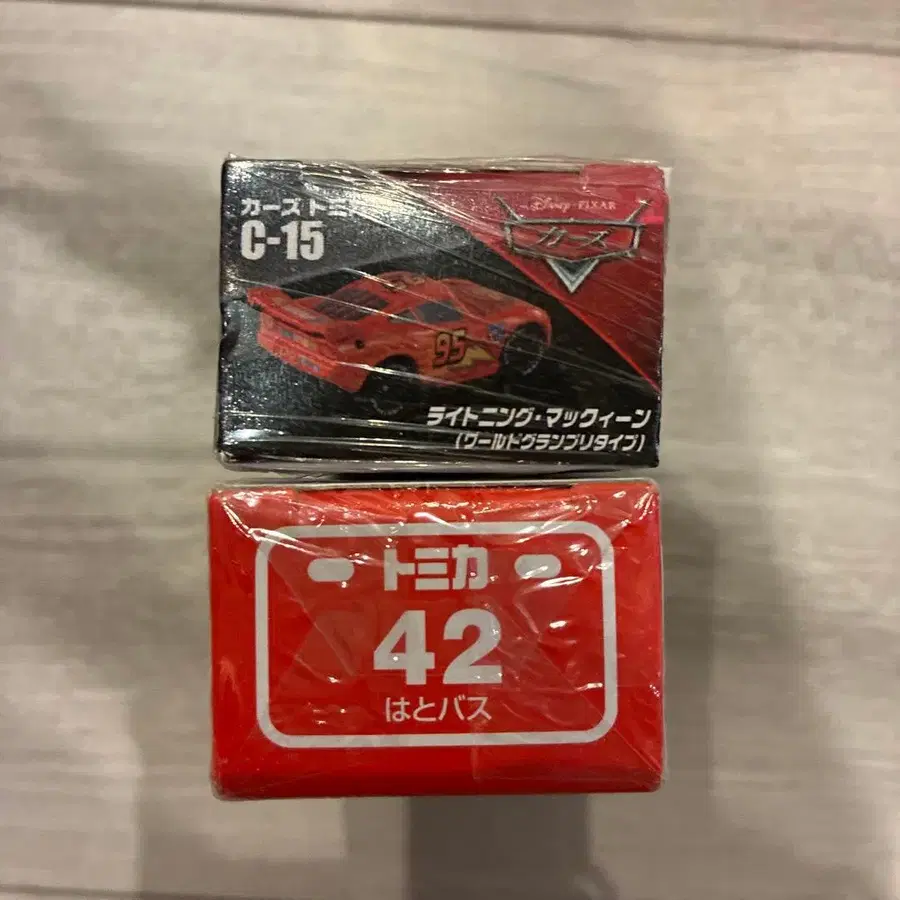 カーズ トミカ
C-15
Disney・PIXAR
カーズ
95
ライトニング・マックィーン
(ワールドグランプリタイプ)
トミカ
42
はとバス